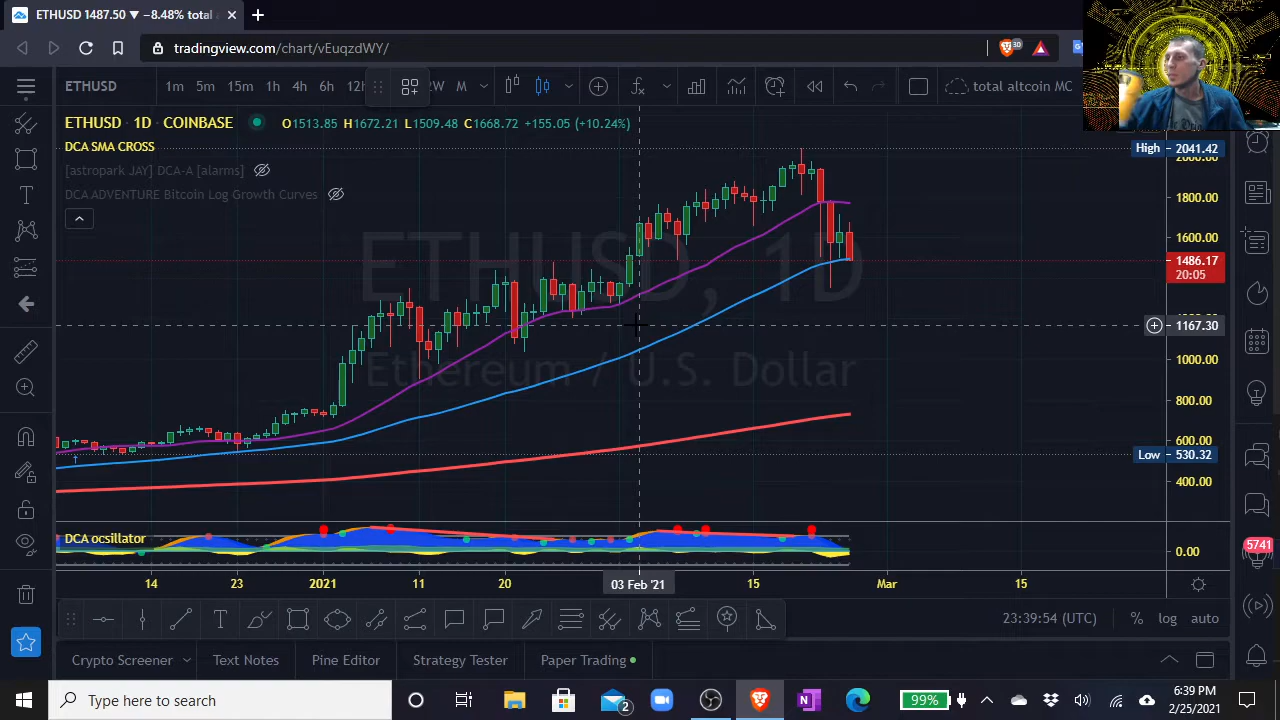 ETHUSD 1487.50 ▼ −8.48% total
tradingview.com/chart/vEuqzdWY/
30
ETHUSD 1m 5m 15m 1h 4h 6h 12h 2W M total altcoin MC
ETHUSD · 1D · COINBASE O1513.85 H1672.21 L1509.48 C1668.72 +155.05 (+10.24%)
DCA SMA CROSS
[astropark JAY] DCA-A [alarms]
DCA ADVENTURE Bitcoin Log Growth Curves
High 2041.42
2000.00
1800.00
1600.00
1486.17
20:05
1167.30
1000.00
800.00
600.00
Low 530.32
400.00
ETHUSD, 1D
Ethereum / U.S. Dollar
DCA ocsillator
0.00
5741
14 23 2021 11 20 03 Feb '21 15 Mar 15
23:39:54 (UTC) % log auto
Crypto Screener Text Notes Pine Editor Strategy Tester Paper Trading
Type here to search
2
99%
6:39 PM
2/25/2021